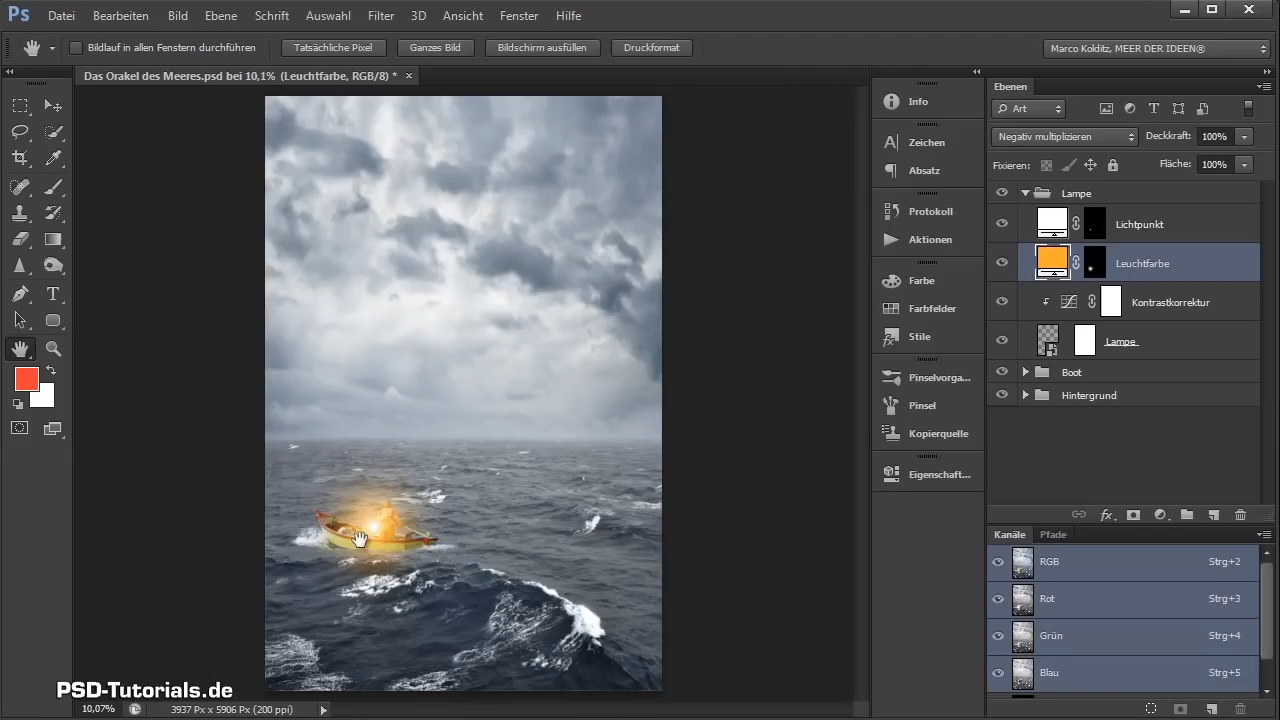 Ps Datei Bearbeiten Bild Ebene Schrift Auswahl Filter 3D Ansicht Fenster Hilfe
Bildlauf in allen Fenstern durchführen Tatsächliche Pixel Ganzes Bild Bildschirm ausfüllen Druckformat Marco Kolditz, MEER DER IDEEN®
Das Orakel des Meeres.psd bei 10,1% (Leuchtfarbe, RGB/8) *
Info
Zeichen
Absatz
Protokoll
Aktionen
Farbe
Farbfelder
Stile
Pinselvorga...
Pinsel
Kopierquelle
Eigenschaft...
Ebenen
Art
Negativ multiplizieren Deckkraft: 100%
Fixieren: Fläche: 100%
Lampe
Lichtpunkt
Leuchtfarbe
Kontrastkorrektur
Lampe
Boot
Hintergrund
Kanäle Pfade
RGB Strg+2
Rot Strg+3
Grün Strg+4
Blau Strg+5
PSD-Tutorials.de
10,07% 3937 Px x 5906 Px (200 ppi)